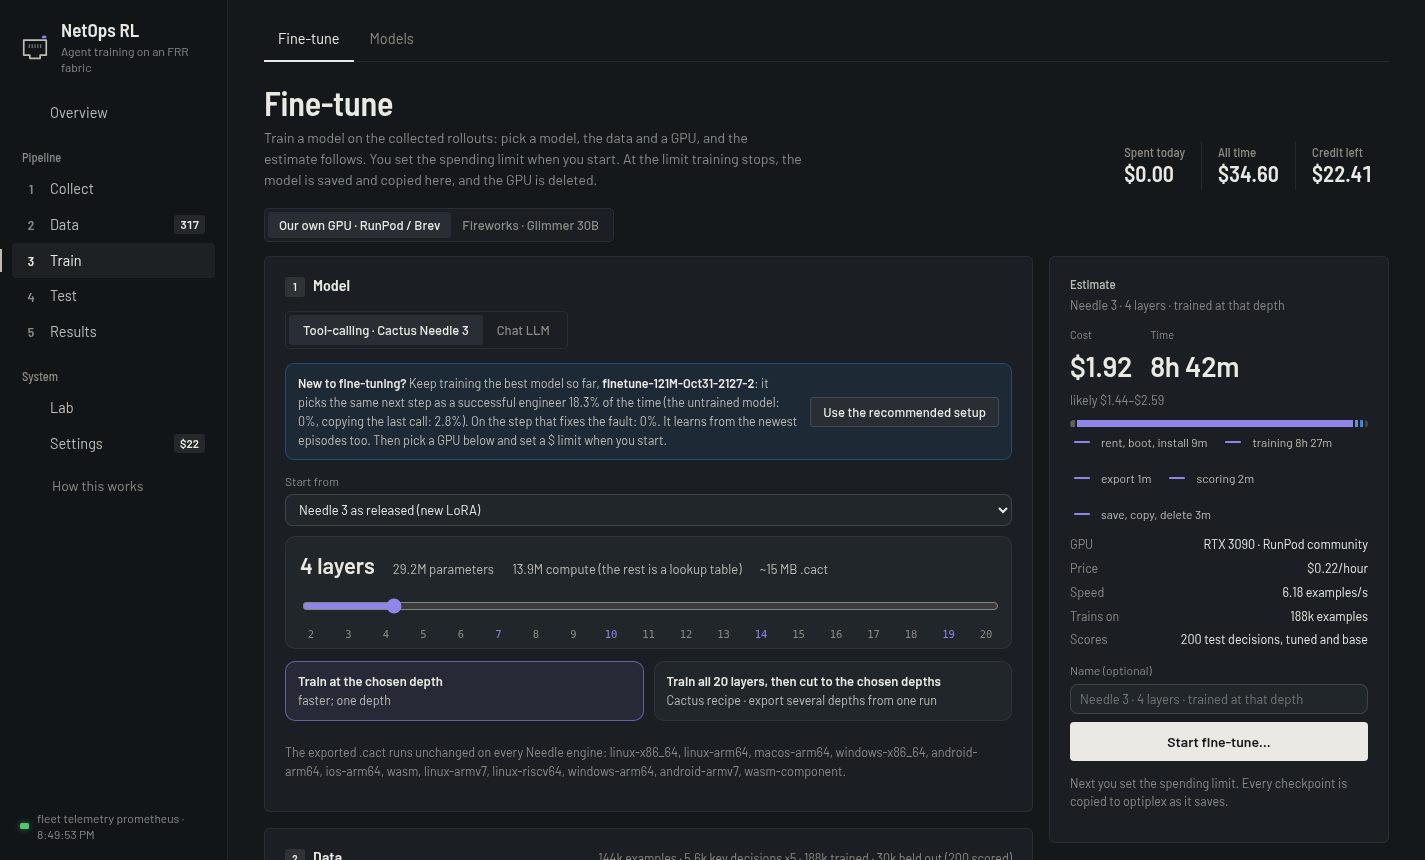 NetOps RL
Agent training on an FRR
fabric
Overview
Pipeline
1 Collect
2 Data 317
3 Train
4 Test
5 Results
System
Lab
Settings $22
How this works
fleet telemetry prometheus ·
8:49:53 PM
Fine-tune Models
Fine-tune
Train a model on the collected rollouts: pick a model, the data and a GPU, and the
estimate follows. You set the spending limit when you start. At the limit training stops, the
model is saved and copied here, and the GPU is deleted.
Spent today All time Credit left
$0.00 $34.60 $22.41
Our own GPU · RunPod / Brev Fireworks · Glimmer 30B
1 Model
Tool-calling · Cactus Needle 3 Chat LLM
New to fine-tuning? Keep training the best model so far, finetune-121M-Oct31-2127-2: it
picks the same next step as a successful engineer 18.3% of the time (the untrained model:
0%, copying the last call: 2.8%). On the step that fixes the fault: 0%. It learns from the newest
episodes too. Then pick a GPU below and set a $ limit when you start.
Use the recommended setup
Start from
Needle 3 as released (new LoRA)
4 layers 29.2M parameters 13.9M compute (the rest is a lookup table) ~15 MB .cact
2 3 4 5 6 7 8 9 10 11 12 13 14 15 16 17 18 19 20
Train at the chosen depth
faster; one depth
Train all 20 layers, then cut to the chosen depths
Cactus recipe · export several depths from one run
The exported .cact runs unchanged on every Needle engine: linux-x86_64, linux-arm64, macos-arm64, windows-x86_64, android-
arm64, ios-arm64, wasm, linux-armv7, linux-riscv64, windows-arm64, android-armv7, wasm-component.
2 Data 144k examples · 5.6k key decisions ×5 · 188k trained · 30k held out (200 scored)
Estimate
Needle 3 · 4 layers · trained at that depth
Cost Time
$1.92 8h 42m
likely $1.44–$2.59
rent, boot, install 9m training 8h 27m
export 1m scoring 2m
save, copy, delete 3m
GPU RTX 3090 · RunPod community
Price $0.22/hour
Speed 6.18 examples/s
Trains on 188k examples
Scores 200 test decisions, tuned and base
Name (optional)
Needle 3 · 4 layers · trained at that depth
Start fine-tune…
Next you set the spending limit. Every checkpoint is
copied to optiplex as it saves.